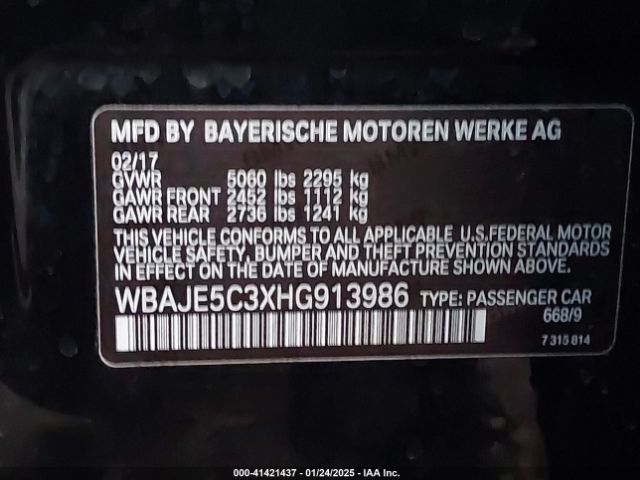 MFD BY BAYERISCHE MOTOREN WERKE AG
02/17
GVWR 5060 lbs 2295 kg
GAWR FRONT 2452 lbs 1112 kg
GAWR REAR 2736 lbs 1241 kg
THIS VEHICLE CONFORMS TO ALL APPLICABLE U.S.FEDERAL MOTOR
VEHICLE SAFETY, BUMPER AND THEFT PREVENTION STANDARDS
IN EFFECT ON THE DATE OF MANUFACTURE SHOWN ABOVE.
WBAJE5C3XHG913986 TYPE: PASSENGER CAR
668/9
7 315 814
000-41421437 - 01/24/2025 - IAA Inc.